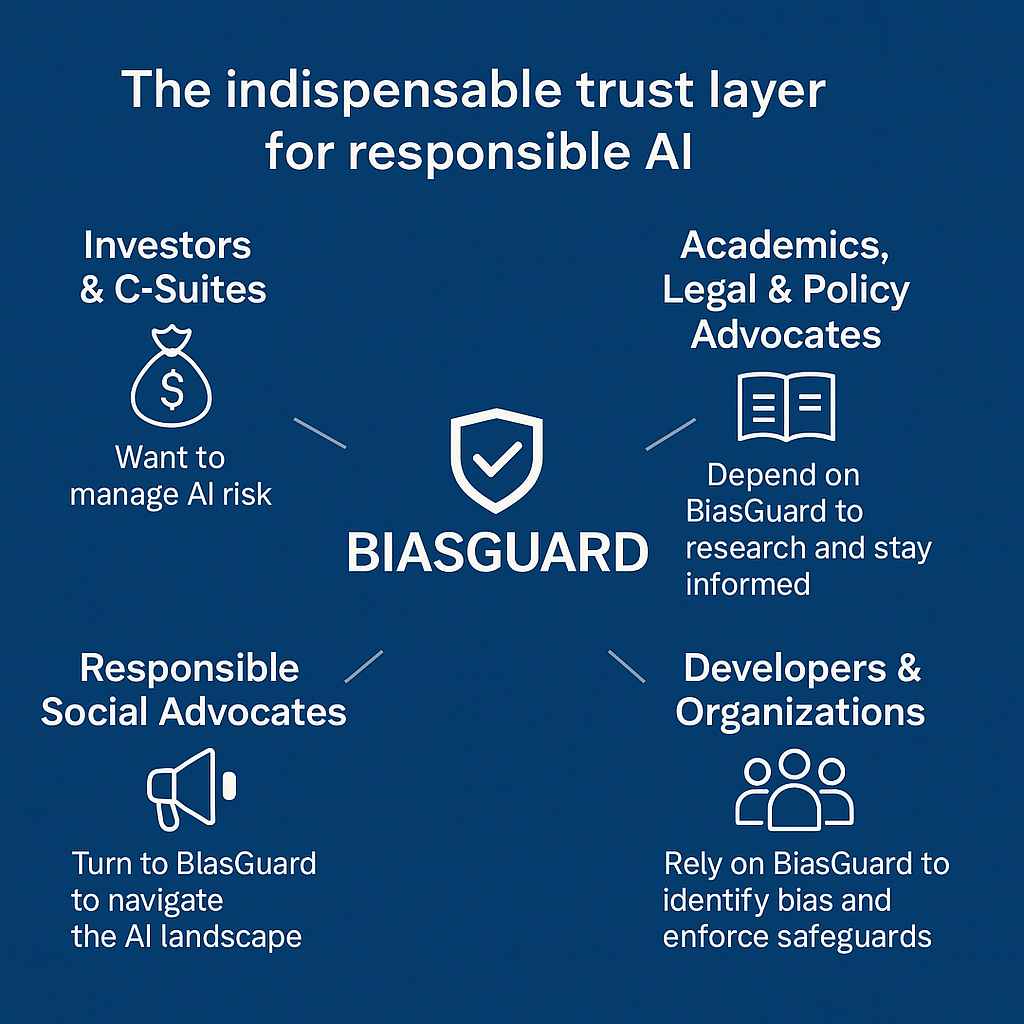 The indispensable trust layer
for responsible AI
Investors
& C-Suites
$
Want to
manage AI risk
Academics,
Legal & Policy
Advocates
Depend on
BiasGuard to
research and stay
informed
BIASGUARD
Responsible
Social Advocates
Turn to BlasGuard
to navigate
the AI landscape
Developers &
Organizations
Rely on BiasGuard to
identify bias and
enforce safeguards